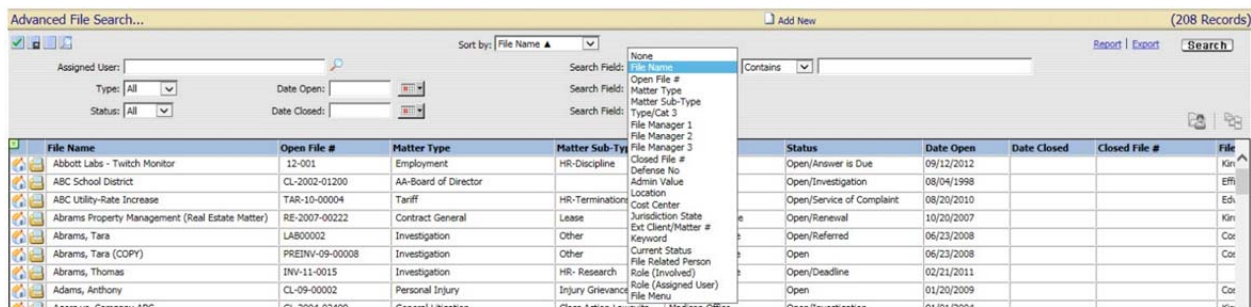 Advanced File Search... Add New (208 Records)
Sort by: File Name ▲ Report | Export Search
Assigned User: Search Field: Contains
Type: All Date Open: Search Field:
Status: All Date Closed: Search Field:
None
File Name
Open File #
Matter Type
Matter Sub-Type
Type/Cat 3
File Manager 1
File Manager 2
File Manager 3
Closed File #
Defense No
Admin Value
Location
Cost Center
Jurisdiction State
Ext Client/Matter #
Keyword
Current Status
File Related Person
Role (Involved)
Role (Assigned User)
File Menu
File Name Open File # Matter Type Matter Sub-Ty Status Date Open Date Closed Closed File # File
Abbott Labs - Twitch Monitor 12-001 Employment HR-Discipline Open/Answer is Due 09/12/2012 Kin
ABC School District CL-2002-01200 AA-Board of Director Open/Investigation 08/04/1998 Effi
ABC Utility-Rate Increase TAR-10-00004 Tariff HR-Terminations Open/Service of Complaint 08/20/2010 Edv
Abrams Property Management (Real Estate Matter) RE-2007-00222 Contract General Lease e Open/Renewal 10/20/2007 Kin
Abrams, Tara LAB00002 Investigation Other e Open/Referred 06/23/2008 Cos
Abrams, Tara (COPY) PREINV-09-00008 Investigation Other e Open 06/23/2008 Cos
Abrams, Thomas INV-11-0015 Investigation HR- Research e Open/Deadline 02/21/2011
Adams, Anthony CL-09-00002 Personal Injury Injury Grievance Open 01/20/2009 Cos